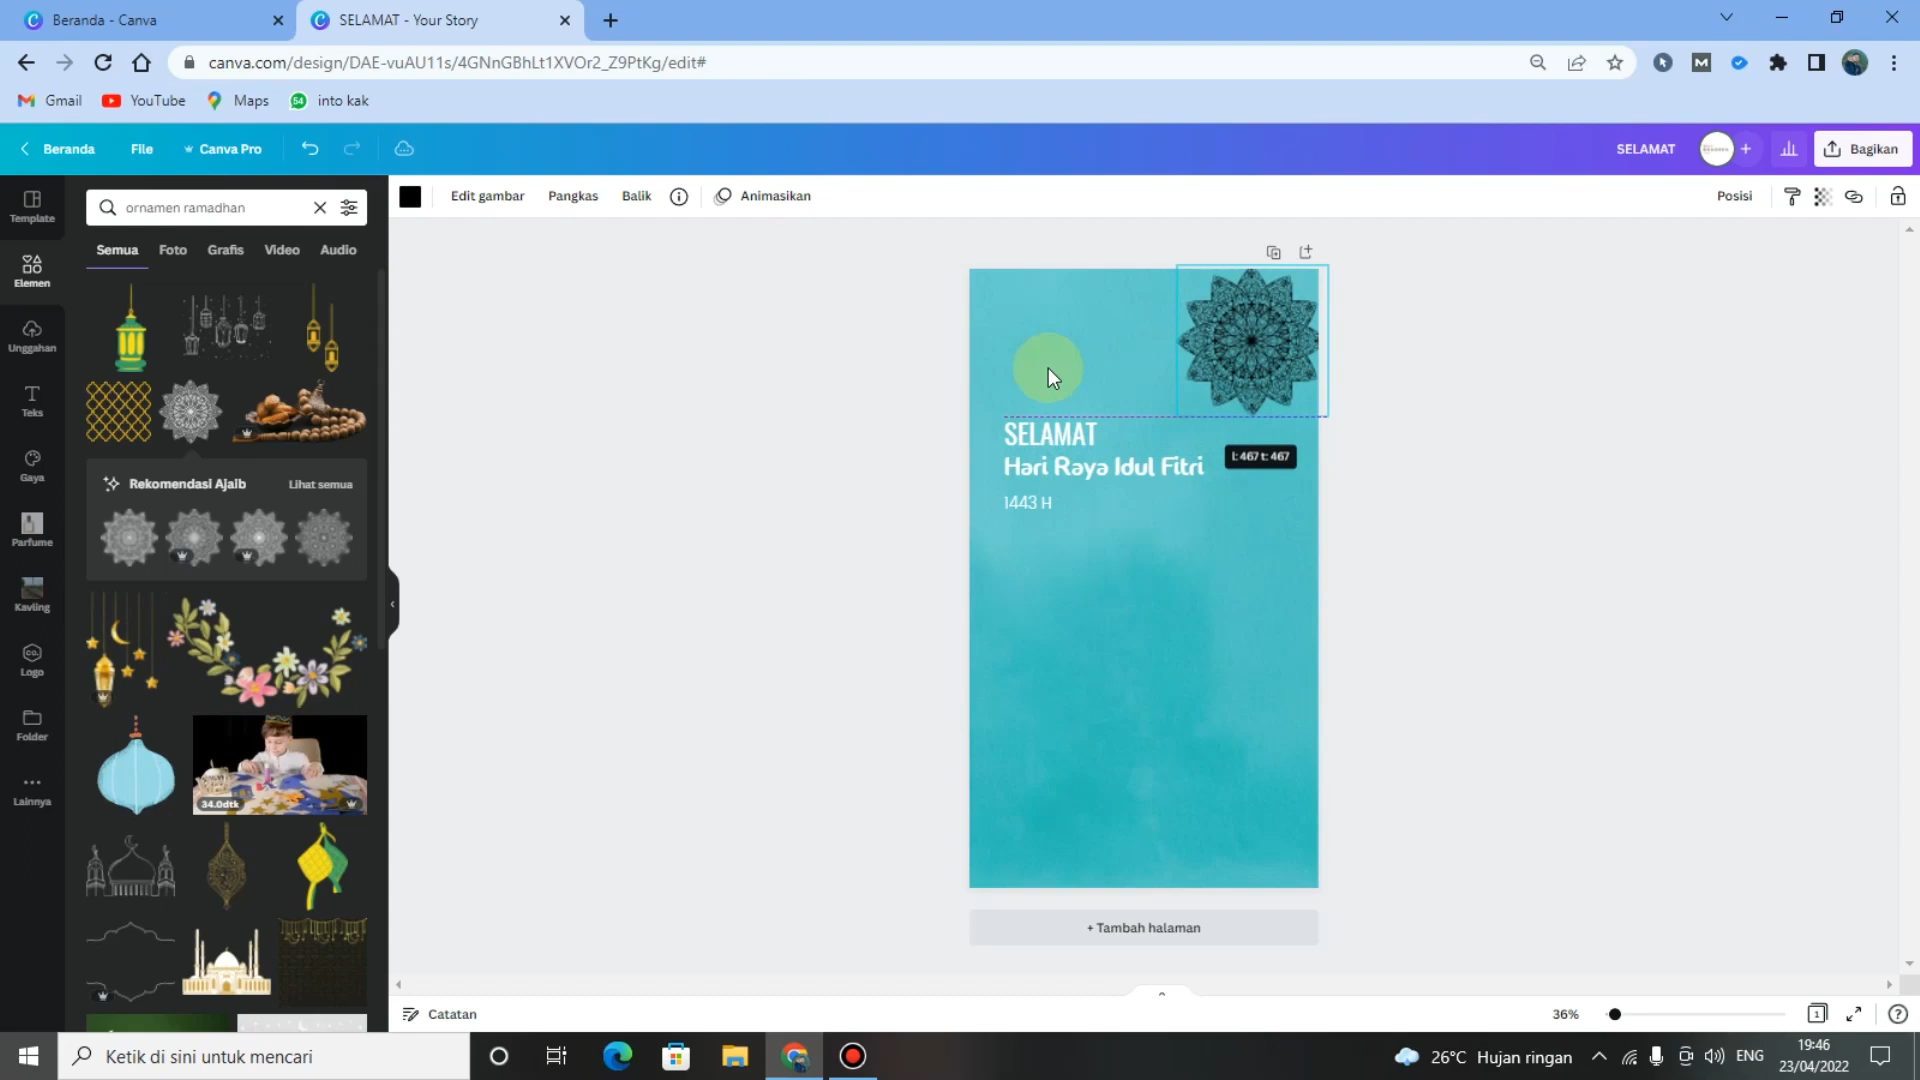 Beranda - Canva
SELAMAT - Your Story
canva.com/design/DAE-vuAU11s/4GNnGBhLt1XVOr2_Z9PtKg/edit#
Gmail
YouTube
Maps
54
into kak
Beranda
File
Canva Pro
SELAMAT
Bagikan
Template
Elemen
Unggahan
Teks
Gaya
Parfume
Kavling
Logo
Folder
Lainnya
ornamen ramadhan
Semua
Foto
Grafis
Video
Audio
Rekomendasi Ajaib
Lihat semua
34.0dtk
Edit gambar
Pangkas
Balik
Animasikan
Posisi
SELAMAT
Hari Raya Idul Fitri
1443 H
l: 467 t: 467
+ Tambah halaman
Catatan
36%
1
Ketik di sini untuk mencari
26°C Hujan ringan
ENG
19:46
23/04/2022